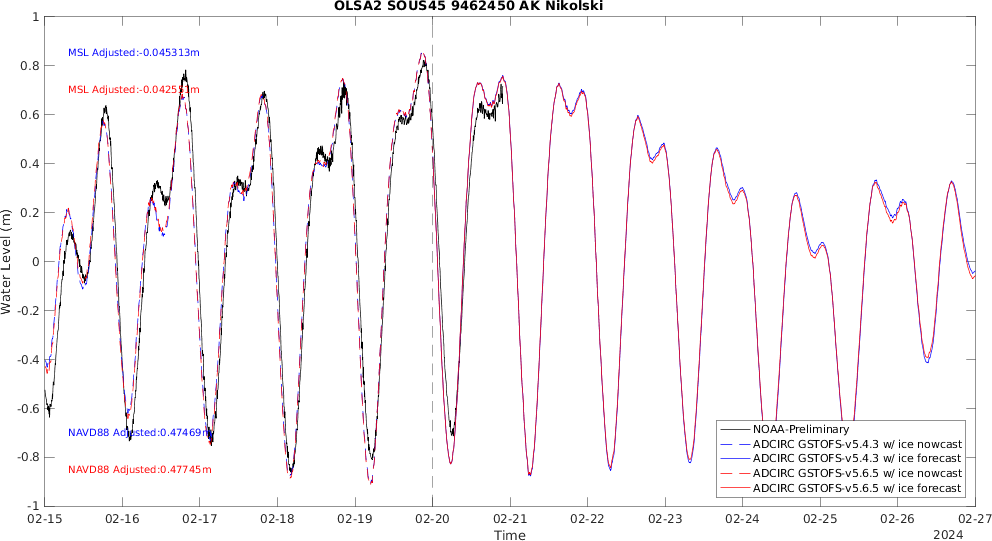 OLSA2 SOUS45 9462450 AK Nikolski
1
0.8
0.6
0.4
0.2
0
-0.2
-0.4
-0.6
-0.8
-1
Water Level (m)
MSL Adjusted:-0.045313m
MSL Adjusted:-0.042551m
NAVD88 Adjusted:0.47469m
NAVD88 Adjusted:0.47745m
NOAA-Preliminary
ADCIRC GSTOFS-v5.4.3 w/ ice nowcast
ADCIRC GSTOFS-v5.4.3 w/ ice forecast
ADCIRC GSTOFS-v5.6.5 w/ ice nowcast
ADCIRC GSTOFS-v5.6.5 w/ ice forecast
02-15 02-16 02-17 02-18 02-19 02-20 02-21 02-22 02-23 02-24 02-25 02-26 02-27
Time
2024